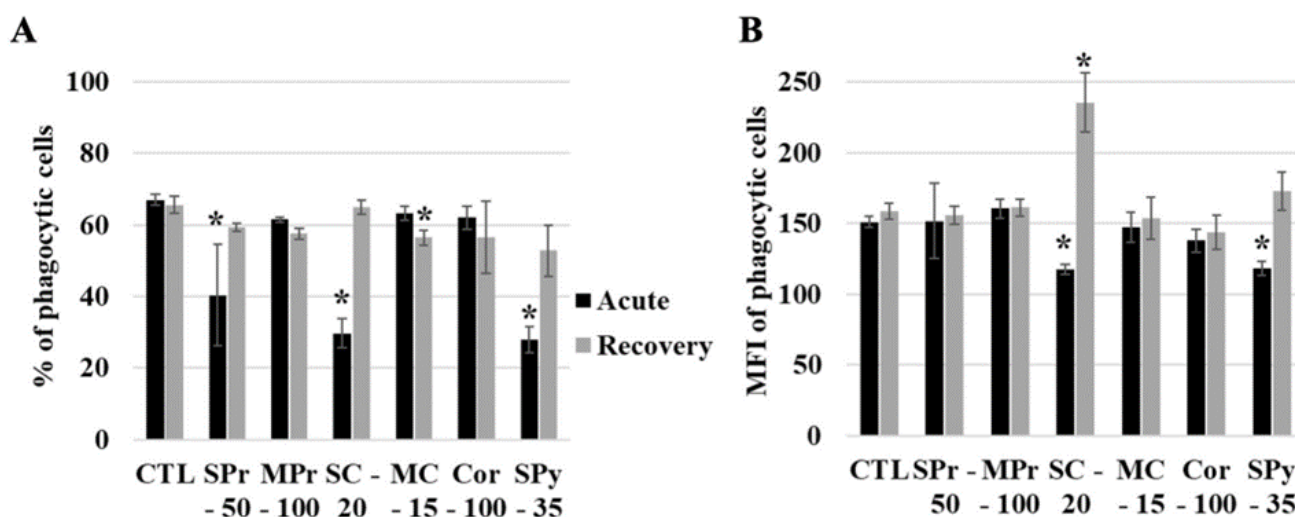 A
% of phagocytic cells
100
80
60
40
20
0
* * * *
CTL SPr MPr SC - MC Cor SPy
- 50 - 100 20 - 15 - 100 - 35
Acute
Recovery
B
MFI of phagocytic cells
250
200
150
100
50
0
* * *
CTL SPr - MPr SC - MC Cor SPy
50 - 100 20 - 15 - 100 - 35